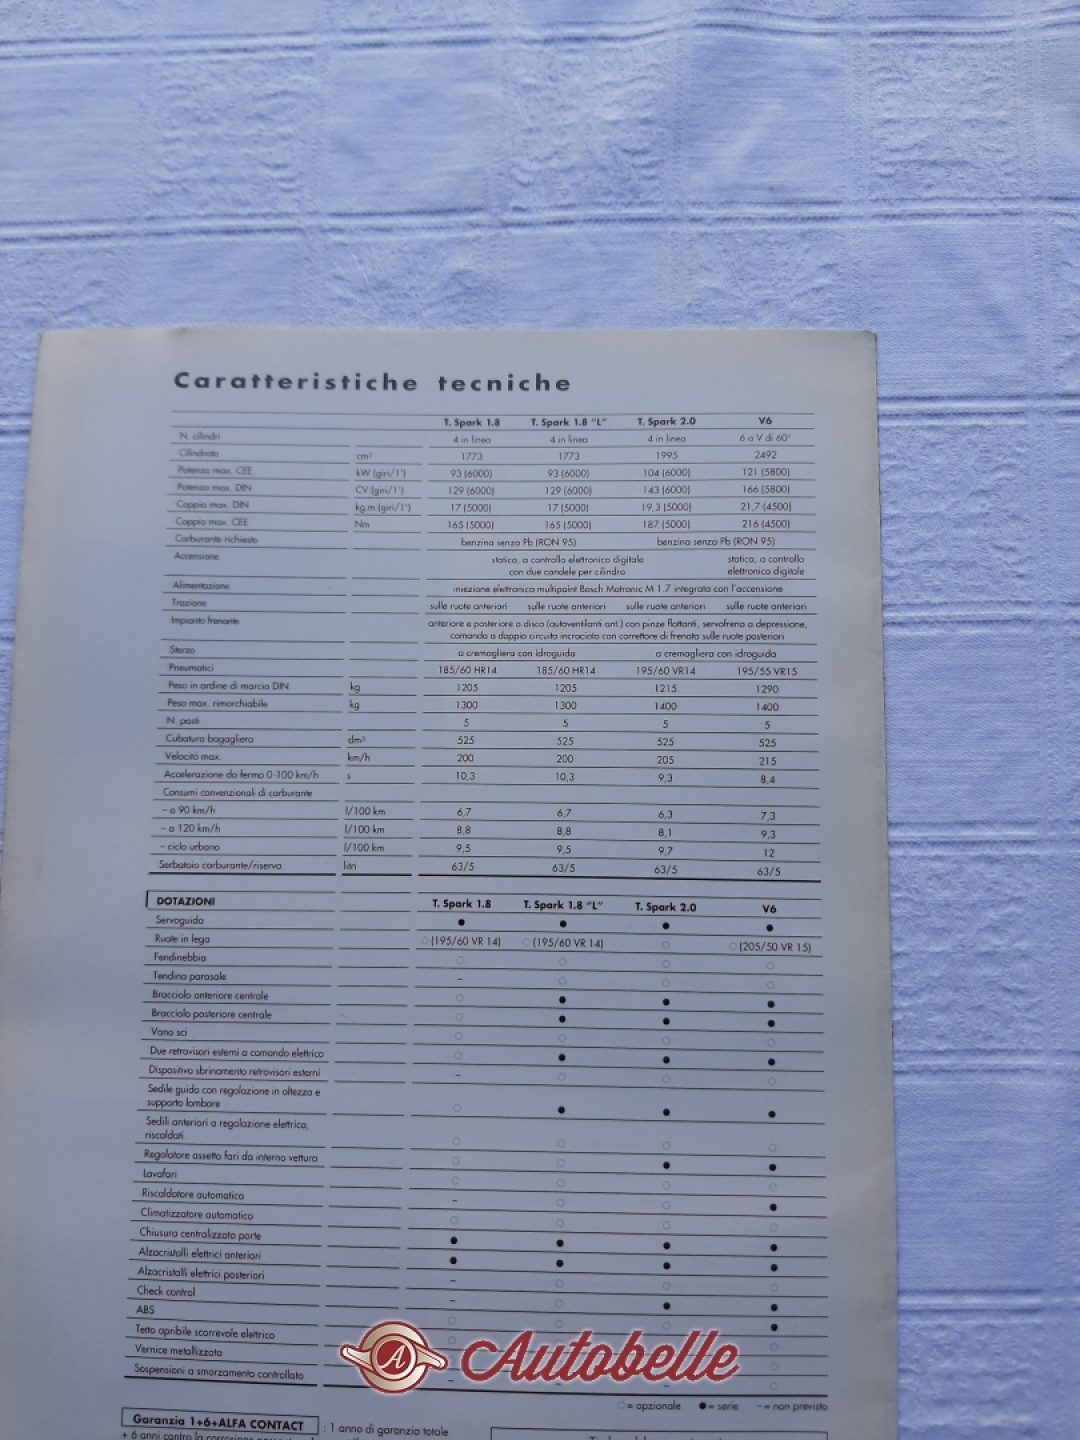 Caratteristiche tecniche
T. Spark 1.8 T. Spark 1.8 "L" T. Spark 2.0 V6
N. cilindri 4 in linea 4 in linea 4 in linea 6 a V di 60°
Cilindrata cm³ 1773 1773 1995 2492
Potenza max. CEE kW (giri/1') 93 (6000) 93 (6000) 104 (6000) 121 (5800)
Potenza max. DIN CV (giri/1') 129 (6000) 129 (6000) 143 (6000) 166 (5800)
Coppia max. DIN kg.m (giri/1') 17 (5000) 17 (5000) 19,3 (5000) 21,7 (4500)
Coppia max. CEE Nm 165 (5000) 165 (5000) 187 (5000) 216 (4500)
Carburante richiesto benzina senza Pb (RON 95) benzina senza Pb (RON 95)
Accensione statica, a controllo elettronico digitale statica, a controllo
con due candele per cilindro elettronico digitale
Alimentazione iniezione elettronica multipoint Bosch Motronic M 1.7 integrata con l'accensione
Trazione sulle ruote anteriori sulle ruote anteriori sulle ruote anteriori sulle ruote anteriori
Impianto frenante anteriore e posteriore a disco (autoventilanti ant.) con pinze flottanti, servofreno a depressione,
comando a doppio circuito incrociato con correttore di frenata sulle ruote posteriori
Sterzo a cremagliera con idroguida a cremagliera con idroguida
Pneumatici 185/60 HR14 185/60 HR14 195/60 VR14 195/55 VR15
Peso in ordine di marcia DIN kg 1205 1205 1215 1290
Peso max. rimorchiabile kg 1300 1300 1400 1400
N. posti 5 5 5 5
Cubatura bagagliero dm³ 525 525 525 525
Velocità max. km/h 200 200 205 215
Accelerazione da fermo 0-100 km/h s 10,3 10,3 9,3 8,4
Consumi convenzionali di carburante
– a 90 km/h l/100 km 6,7 6,7 6,3 7,3
– a 120 km/h l/100 km 8,8 8,8 8,1 9,3
– ciclo urbano l/100 km 9,5 9,5 9,7 12
Serbatoio carburante/riserva litri 63/5 63/5 63/5 63/5
DOTAZIONI T. Spark 1.8 T. Spark 1.8 "L" T. Spark 2.0 V6
Servoguida ● ● ● ●
Ruote in lega ○ (195/60 VR 14) ○ (195/60 VR 14) ○ ○ (205/50 VR 15)
Fendinebbia ○ ○ ○ ○
Tendina parasole – ○ ○ ○
Bracciolo anteriore centrale ○ ● ● ●
Bracciolo posteriore centrale ○ ● ● ●
Vano sci ○ ○ ○ ○
Due retrovisori esterni a comando elettrico ○ ● ● ●
Dispositivo sbrinamento retrovisori esterni – ○ ○ ○
Sedile guida con regolazione in altezza e
supporto lombare ○ ● ● ●
Sedili anteriori a regolazione elettrica,
riscaldati ○ ○ ○ ○
Regolatore assetto fari da interno vettura ○ ○ ● ●
Lavafari ○ ○ ○ ○
Riscaldatore automatico – ○ ○ ●
Climatizzatore automatico ○ ○ ○ ○
Chiusura centralizzata porte ● ● ● ●
Alzacristalli elettrici anteriori ● ● ● ●
Alzacristalli elettrici posteriori – ○ ○ ○
Check control – ○ ● ●
ABS ○ ○ ○ ●
Tetto apribile scorrevole elettrico
Vernice metallizzata
Sospensioni a smorzamento controllato – – – ○
○ = opzionale ● = serie – = non previsto
Garanzia 1+6+ALFA CONTACT : 1 anno di garanzia totale
+ 6 anni contro la corrosione
A Autobelle